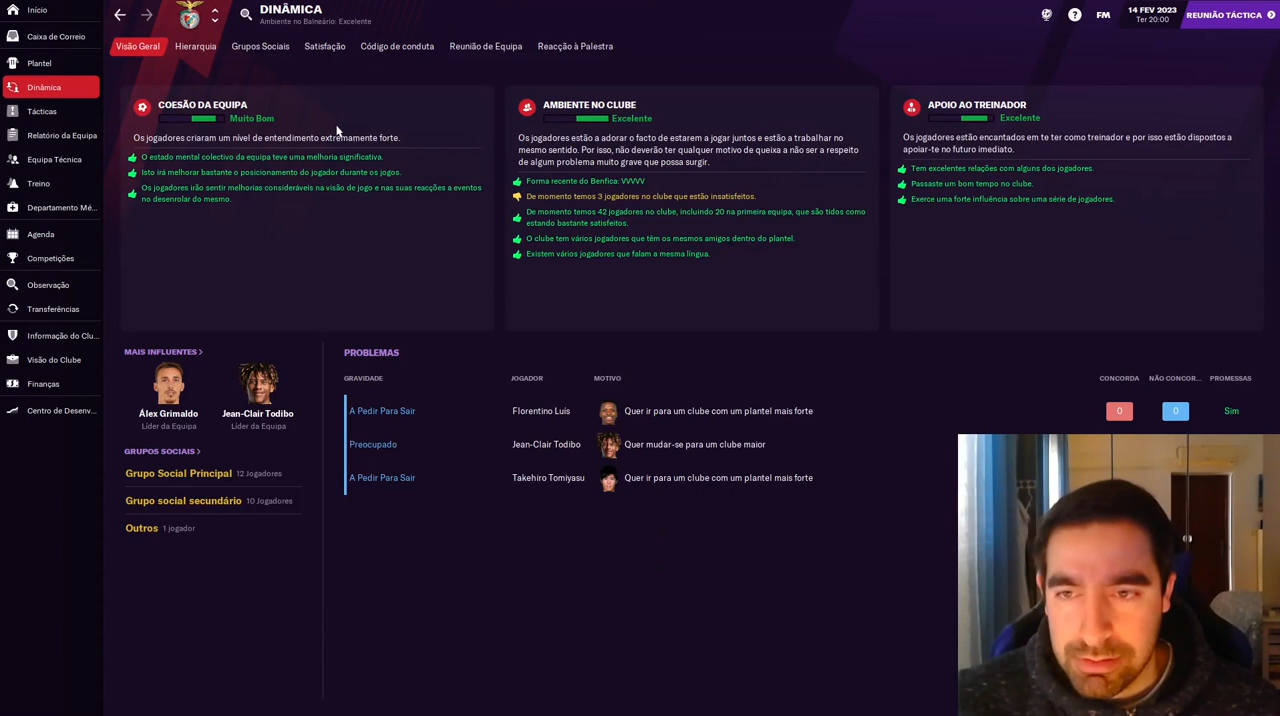 Início
Caixa de Correio
Plantel
Dinâmica
Tácticas
Relatório da Equipa
Equipa Técnica
Treino
Departamento Mé...
Agenda
Competições
Observação
Transferências
Informação do Clu...
Visão do Clube
Finanças
Centro de Desenv...
DINÂMICA
Ambiente no Balneário: Excelente
FM
14 FEV 2023
Ter 20:00
REUNIÃO TÁCTICA
Visão Geral
Hierarquia
Grupos Sociais
Satisfação
Código de conduta
Reunião de Equipa
Reacção à Palestra
COESÃO DA EQUIPA
Muito Bom
Os jogadores criaram um nível de entendimento extremamente forte.
O estado mental colectivo da equipa teve uma melhoria significativa.
Isto irá melhorar bastante o posicionamento do jogador durante os jogos.
Os jogadores irão sentir melhorias consideráveis na visão de jogo e nas suas reacções a eventos
no desenrolar do mesmo.
AMBIENTE NO CLUBE
Excelente
Os jogadores estão a adorar o facto de estarem a jogar juntos e estão a trabalhar no
mesmo sentido. Por isso, não deverão ter qualquer motivo de queixa a não ser a respeito
de algum problema muito grave que possa surgir.
Forma recente do Benfica: VVVVV
De momento temos 3 jogadores no clube que estão insatisfeitos.
De momento temos 42 jogadores no clube, incluindo 20 na primeira equipa, que são tidos como
estando bastante satisfeitos.
O clube tem vários jogadores que têm os mesmos amigos dentro do plantel.
Existem vários jogadores que falam a mesma língua.
APOIO AO TREINADOR
Excelente
Os jogadores estão encantados em te ter como treinador e por isso estão dispostos a
apoiar-te no futuro imediato.
Tem excelentes relações com alguns dos jogadores.
Passaste um bom tempo no clube.
Exerce uma forte influência sobre uma série de jogadores.
MAIS INFLUENTES >
Álex Grimaldo
Líder da Equipa
Jean-Clair Todibo
Líder da Equipa
GRUPOS SOCIAIS >
Grupo Social Principal 12 Jogadores
Grupo social secundário 10 Jogadores
Outros 1 jogador
PROBLEMAS
GRAVIDADE JOGADOR MOTIVO CONCORDA NÃO CONCOR... PROMESSAS
A Pedir Para Sair Florentino Luís Quer ir para um clube com um plantel mais forte 0 0 Sim
Preocupado Jean-Clair Todibo Quer mudar-se para um clube maior
A Pedir Para Sair Takehiro Tomiyasu Quer ir para um clube com um plantel mais forte